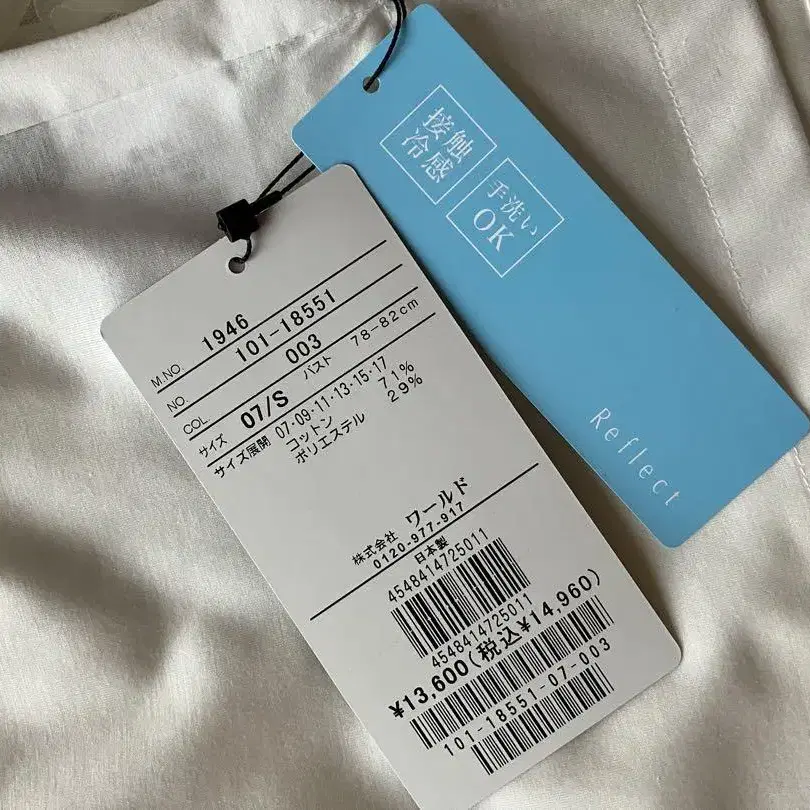 接触
冷感
手洗い
OK
Reflect
M.NO. 1946
NO. 101-18551
COL. 003
サイズ 07/S バスト 78-82cm
サイズ展開 07·09·11·13·15·17
コットン 71%
ポリエステル 29%
株式会社 ワールド
0120-977-917
日本製
4548414725011
4548414725011
¥13,600(税込¥14,960)
101-18551-07-003